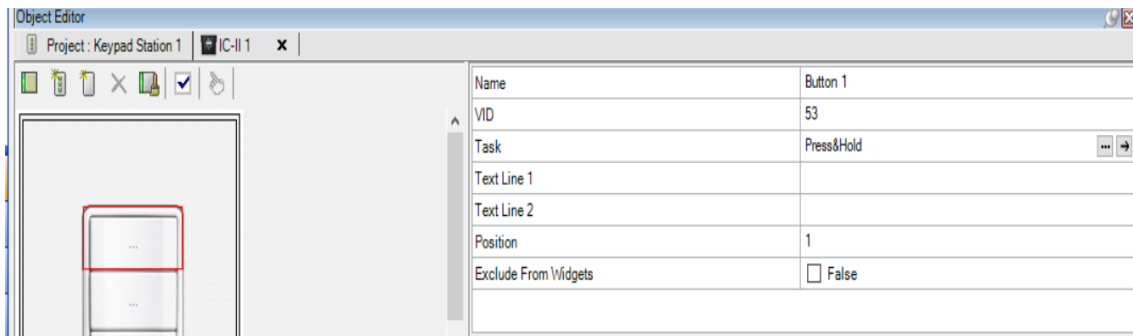 Object Editor
Project : Keypad Station 1 IC-II 1 x
Name Button 1
VID 53
Task Press&Hold ...
Text Line 1
Text Line 2
Position 1
Exclude From Widgets False
...
...